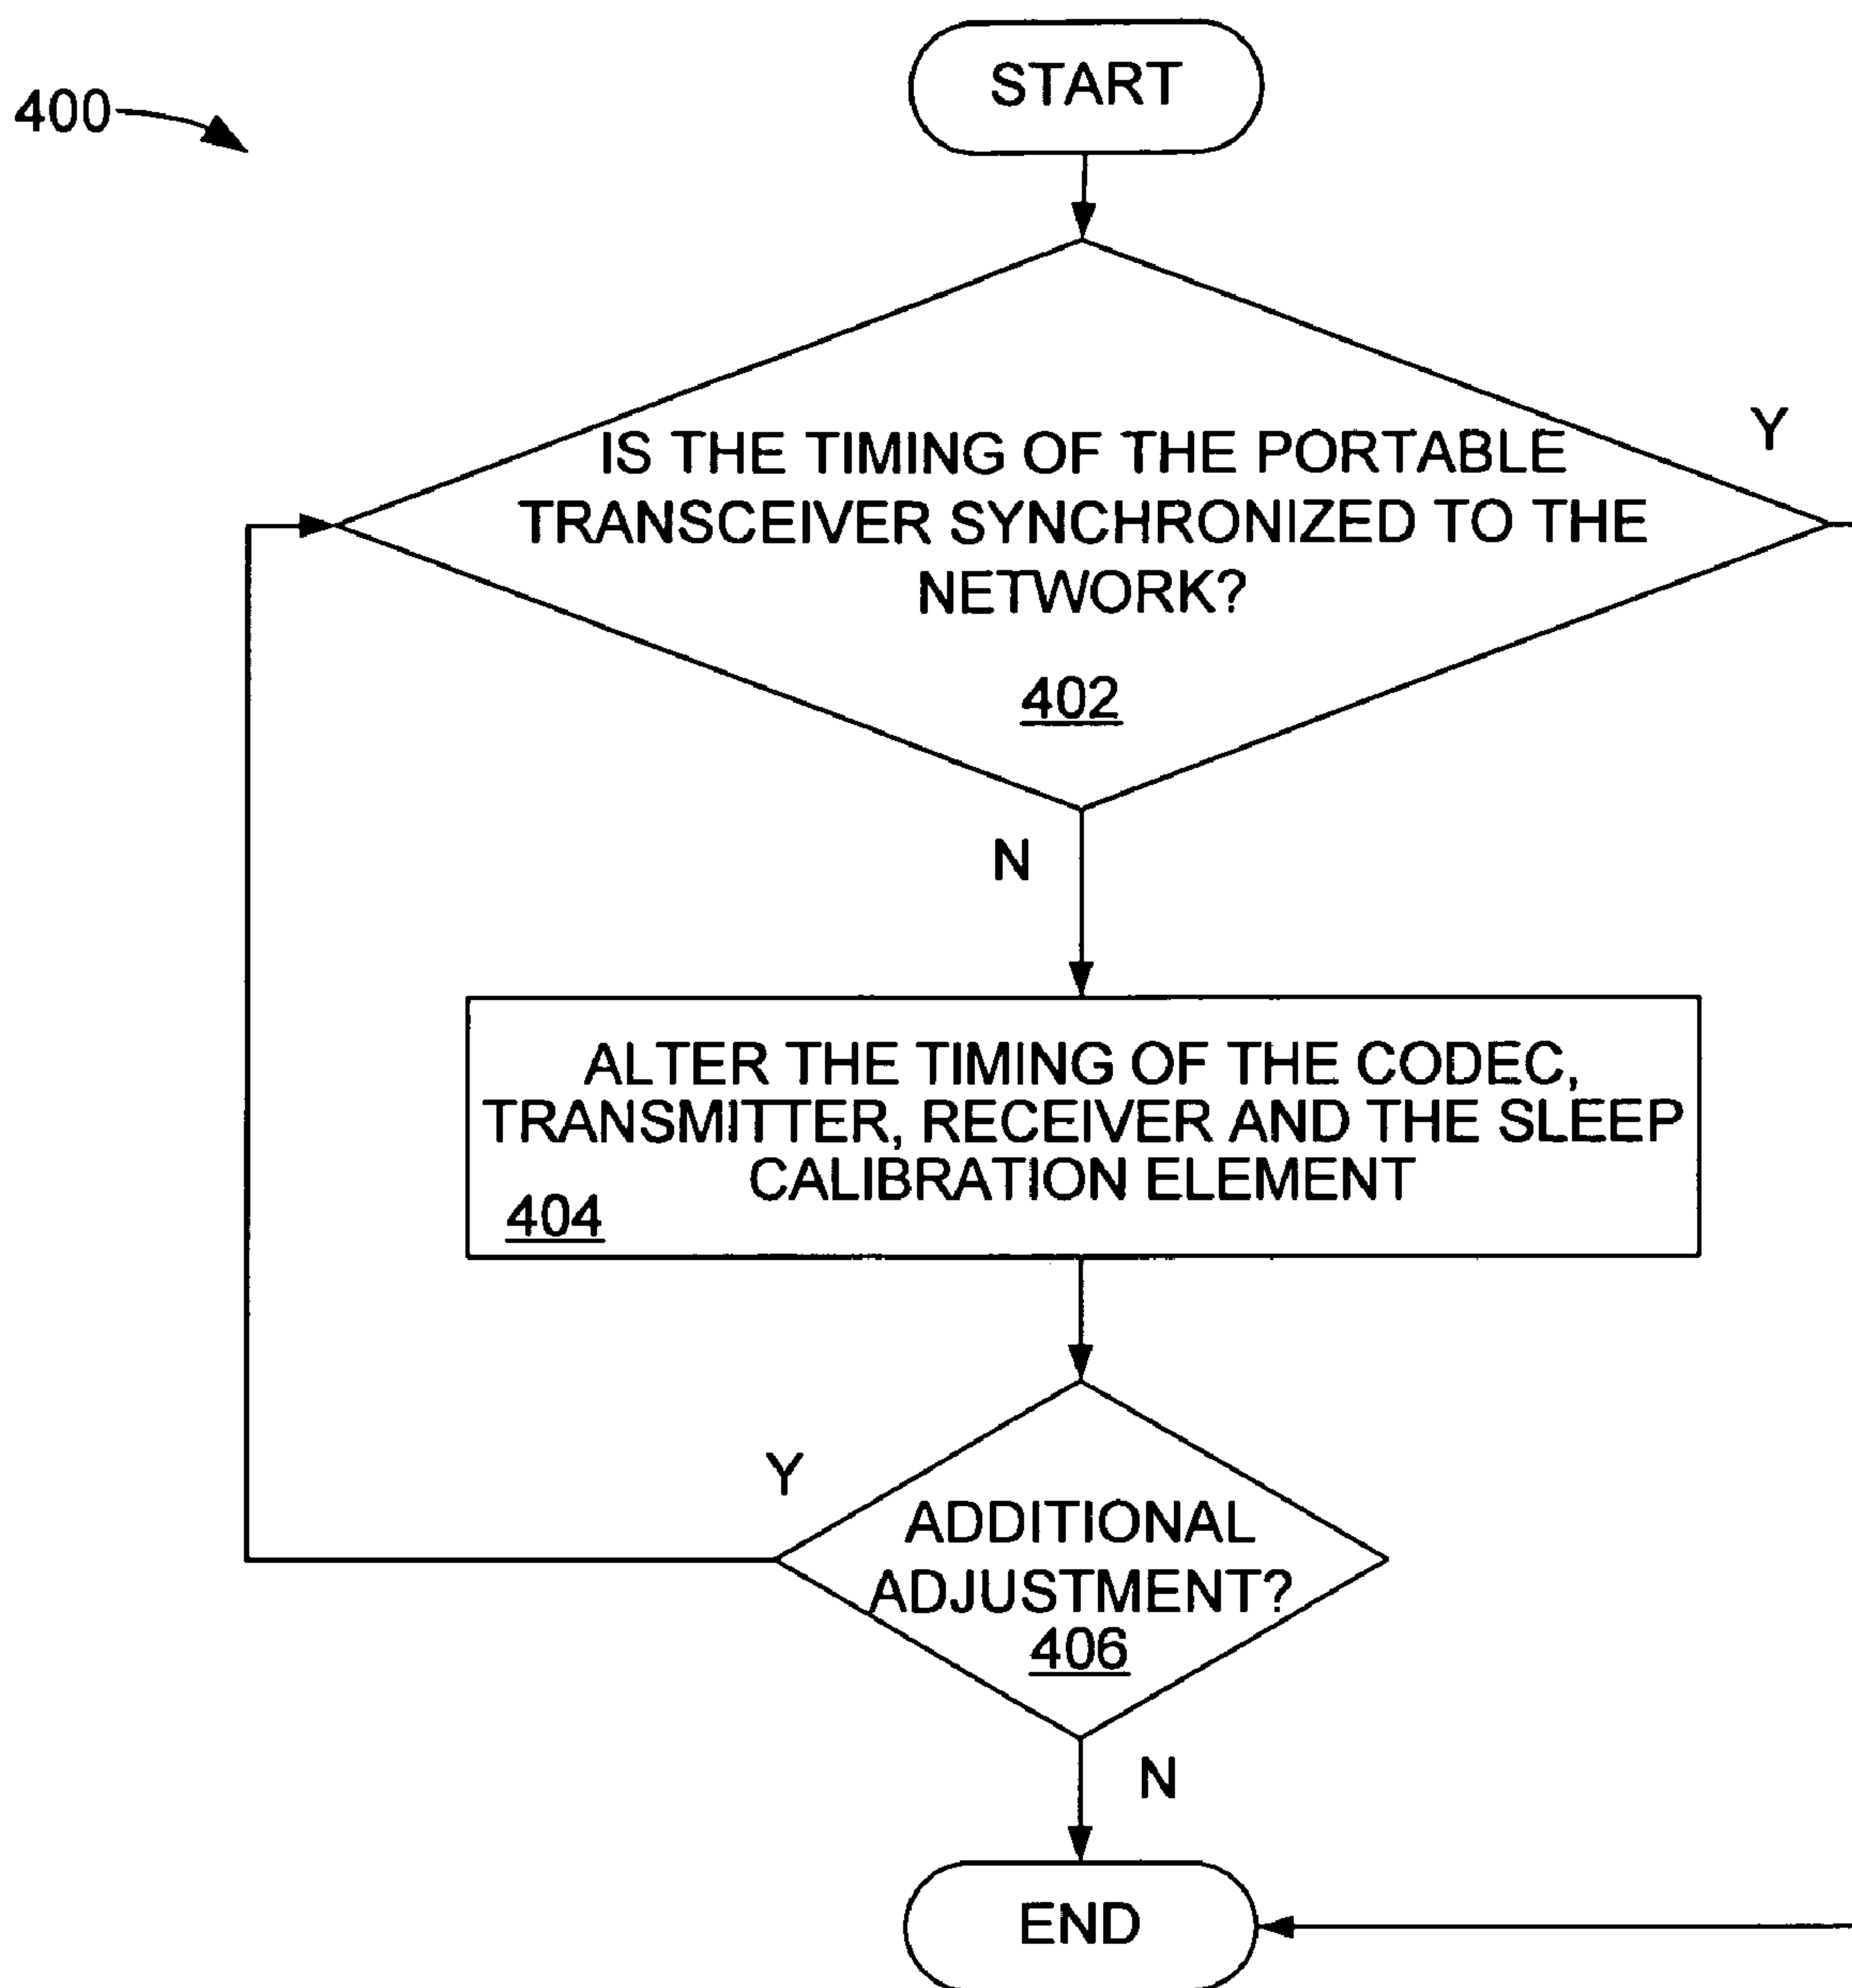 START
400
IS THE TIMING OF THE PORTABLE
TRANSCEIVER SYNCHRONIZED TO THE
NETWORK?
402
Y
N
ALTER THE TIMING OF THE CODEC,
TRANSMITTER, RECEIVER AND THE SLEEP
CALIBRATION ELEMENT
404
Y
ADDITIONAL
ADJUSTMENT?
406
N
END